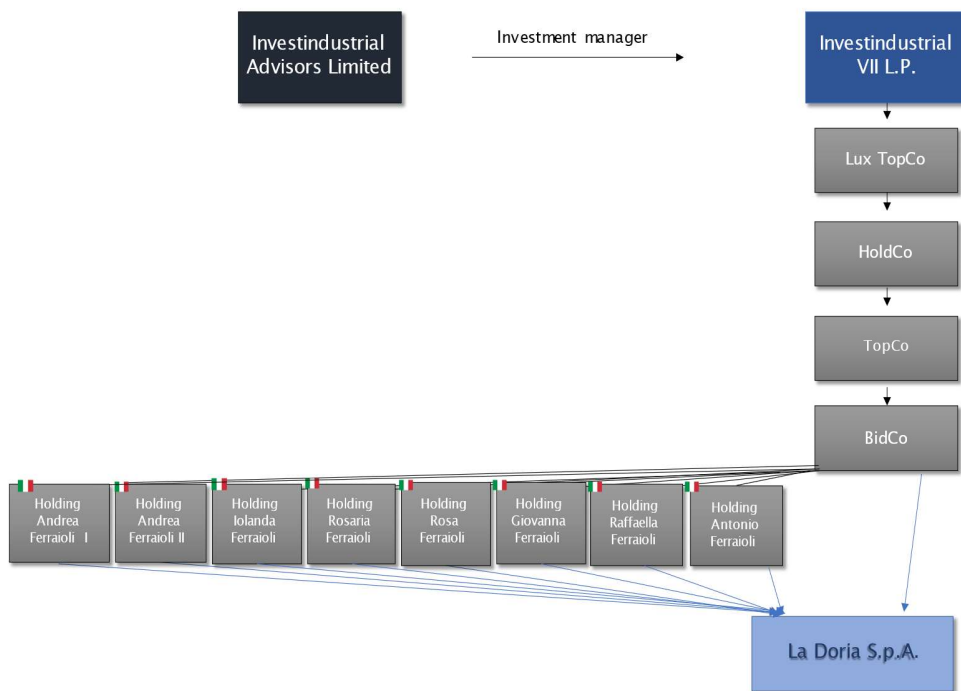 Investindustrial
Advisors Limited
Investment manager
Investindustrial
VII L.P.
Lux TopCo
HoldCo
TopCo
BidCo
Holding
Andrea
Ferraioli I
Holding
Andrea
Ferraioli II
Holding
Iolanda
Ferraioli
Holding
Rosaria
Ferraioli
Holding
Rosa
Ferraioli
Holding
Giovanna
Ferraioli
Holding
Raffaella
Ferraioli
Holding
Antonio
Ferraioli
La Doria S.p.A.